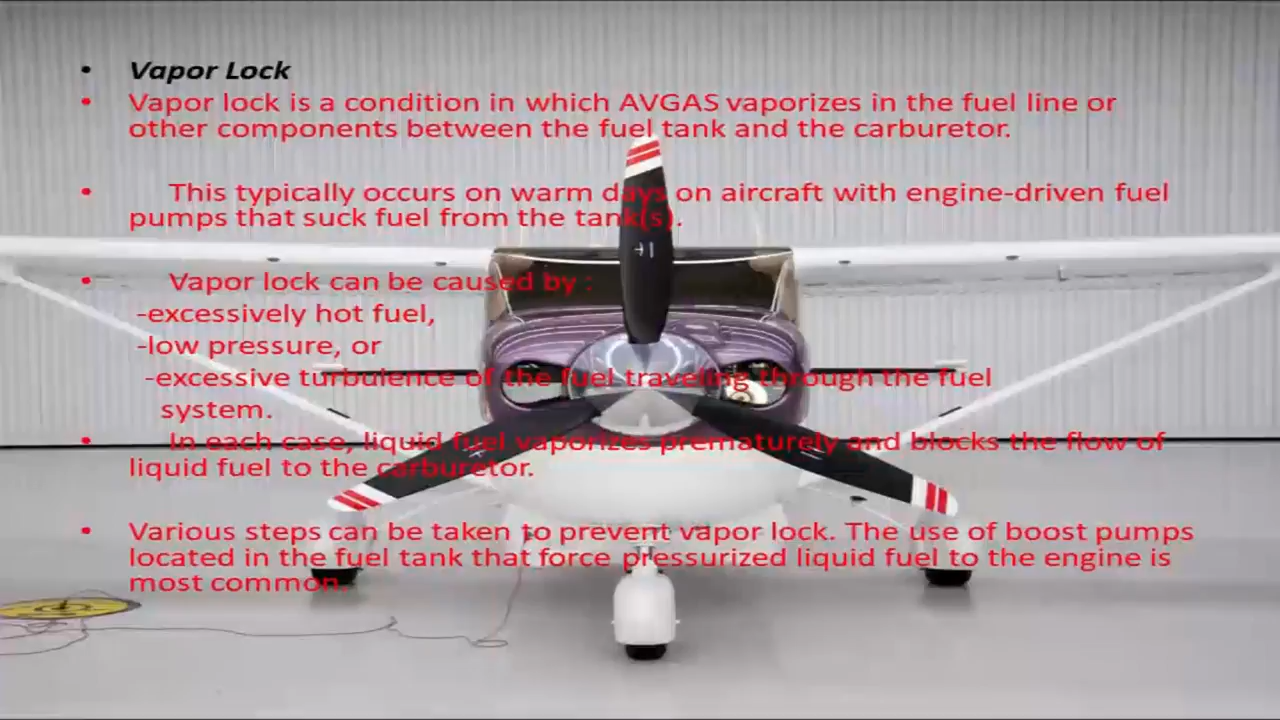 • Vapor Lock
• Vapor lock is a condition in which AVGAS vaporizes in the fuel line or
other components between the fuel tank and the carburetor.
• This typically occurs on warm days on aircraft with engine-driven fuel
pumps that suck fuel from the tank(s).
• Vapor lock can be caused by :
-excessively hot fuel,
-low pressure, or
-excessive turbulence of the fuel traveling through the fuel
system.
• In each case, liquid fuel vaporizes prematurely and blocks the flow of
liquid fuel to the carburetor.
• Various steps can be taken to prevent vapor lock. The use of boost pumps
located in the fuel tank that force pressurized liquid fuel to the engine is
most common.